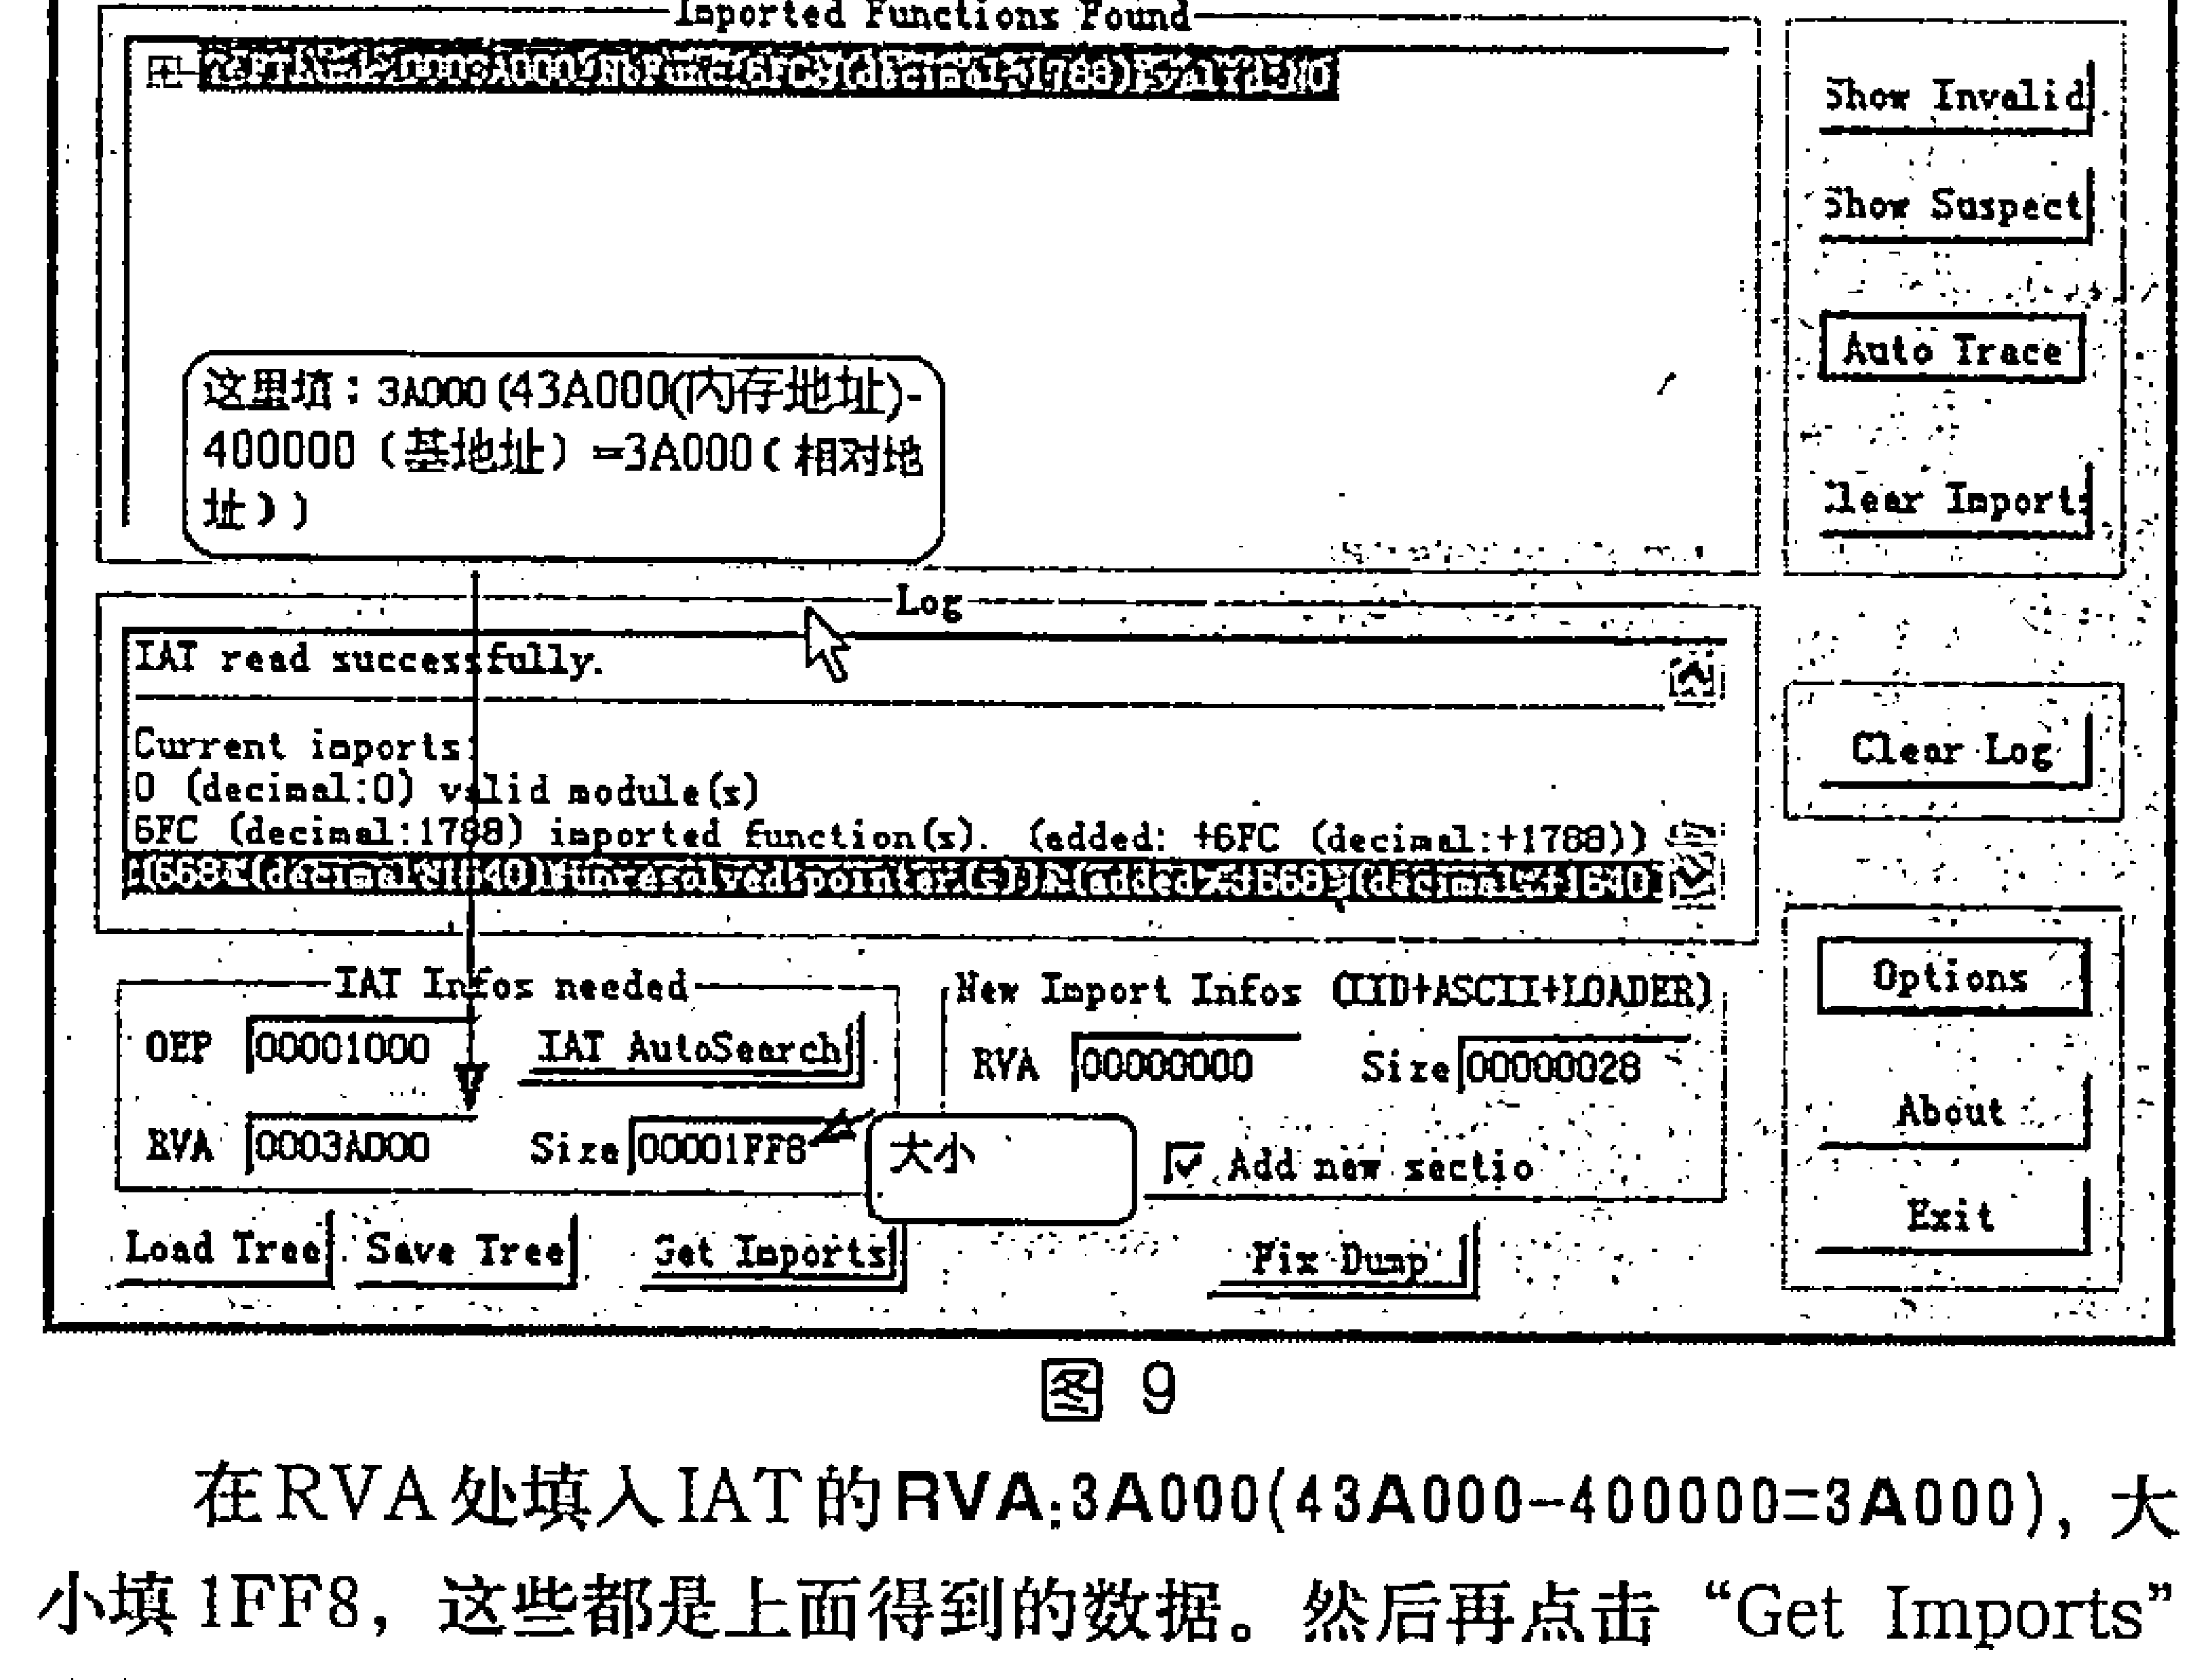 Imported Functions Found
Show Invalid
Show Suspect
Auto Trace
Clear Imports
这里填：3A000(43A000(内存地址)-
400000（基地址）=3A000（相对地
址））
Log
IAT read successfully.
Current imports:
0 (decimal:0) valid module(s)
6FC (decimal:1788) imported function(s). (added: +6FC (decimal:+1788))
Clear Log
IAT Infos needed
OEP 00001000 IAT AutoSearch
RVA 0003A000 Size 00001FF8
大小
New Import Infos (IID+ASCII+LOADER)
RVA 00000000 Size 00000028
Add new sectio
Options
About
Exit
Load Tree Save Tree Get Imports Fix Dump
图 9
在RVA处填入IAT的RVA:3A000(43A000-400000=3A000)，大
小填1FF8，这些都是上面得到的数据。然后再点击“Get Imports”